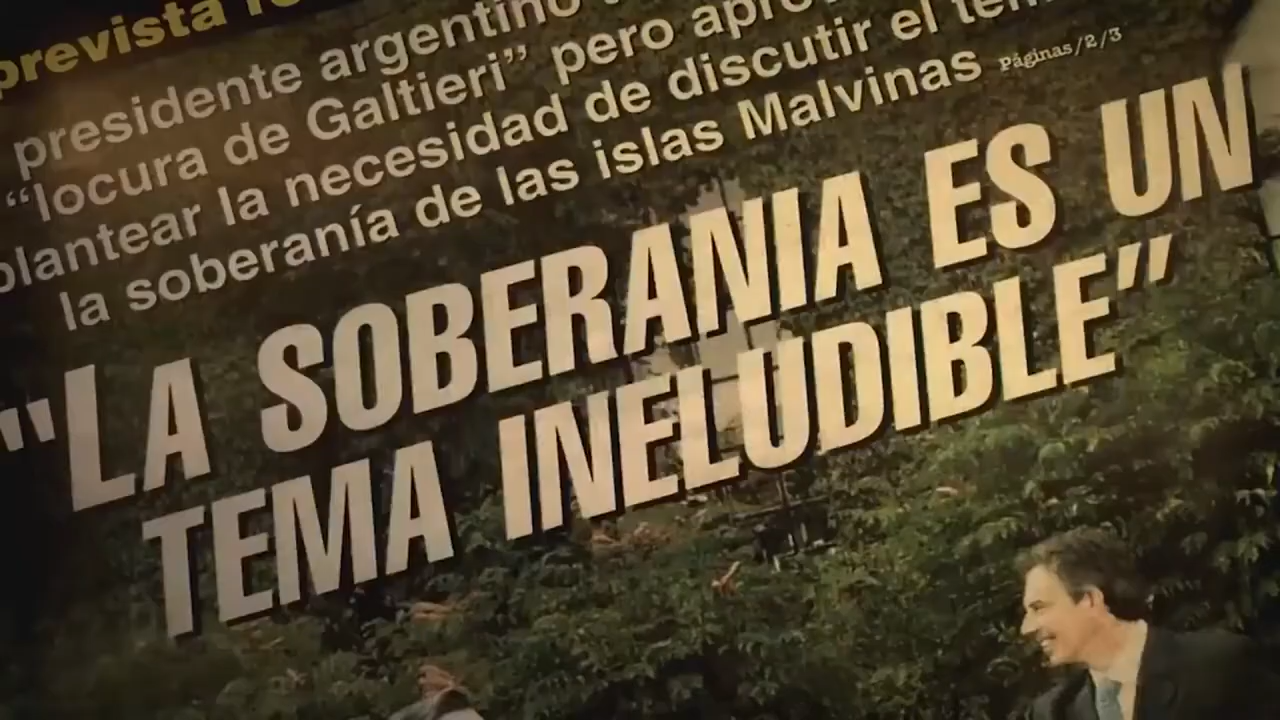 prevista
presidente argentino
“locura de Galtieri” pero
plantear la necesidad de discutir el
la soberanía de las islas Malvinas Páginas/2/3
“LA SOBERANIA ES UN
TEMA INELUDIBLE”